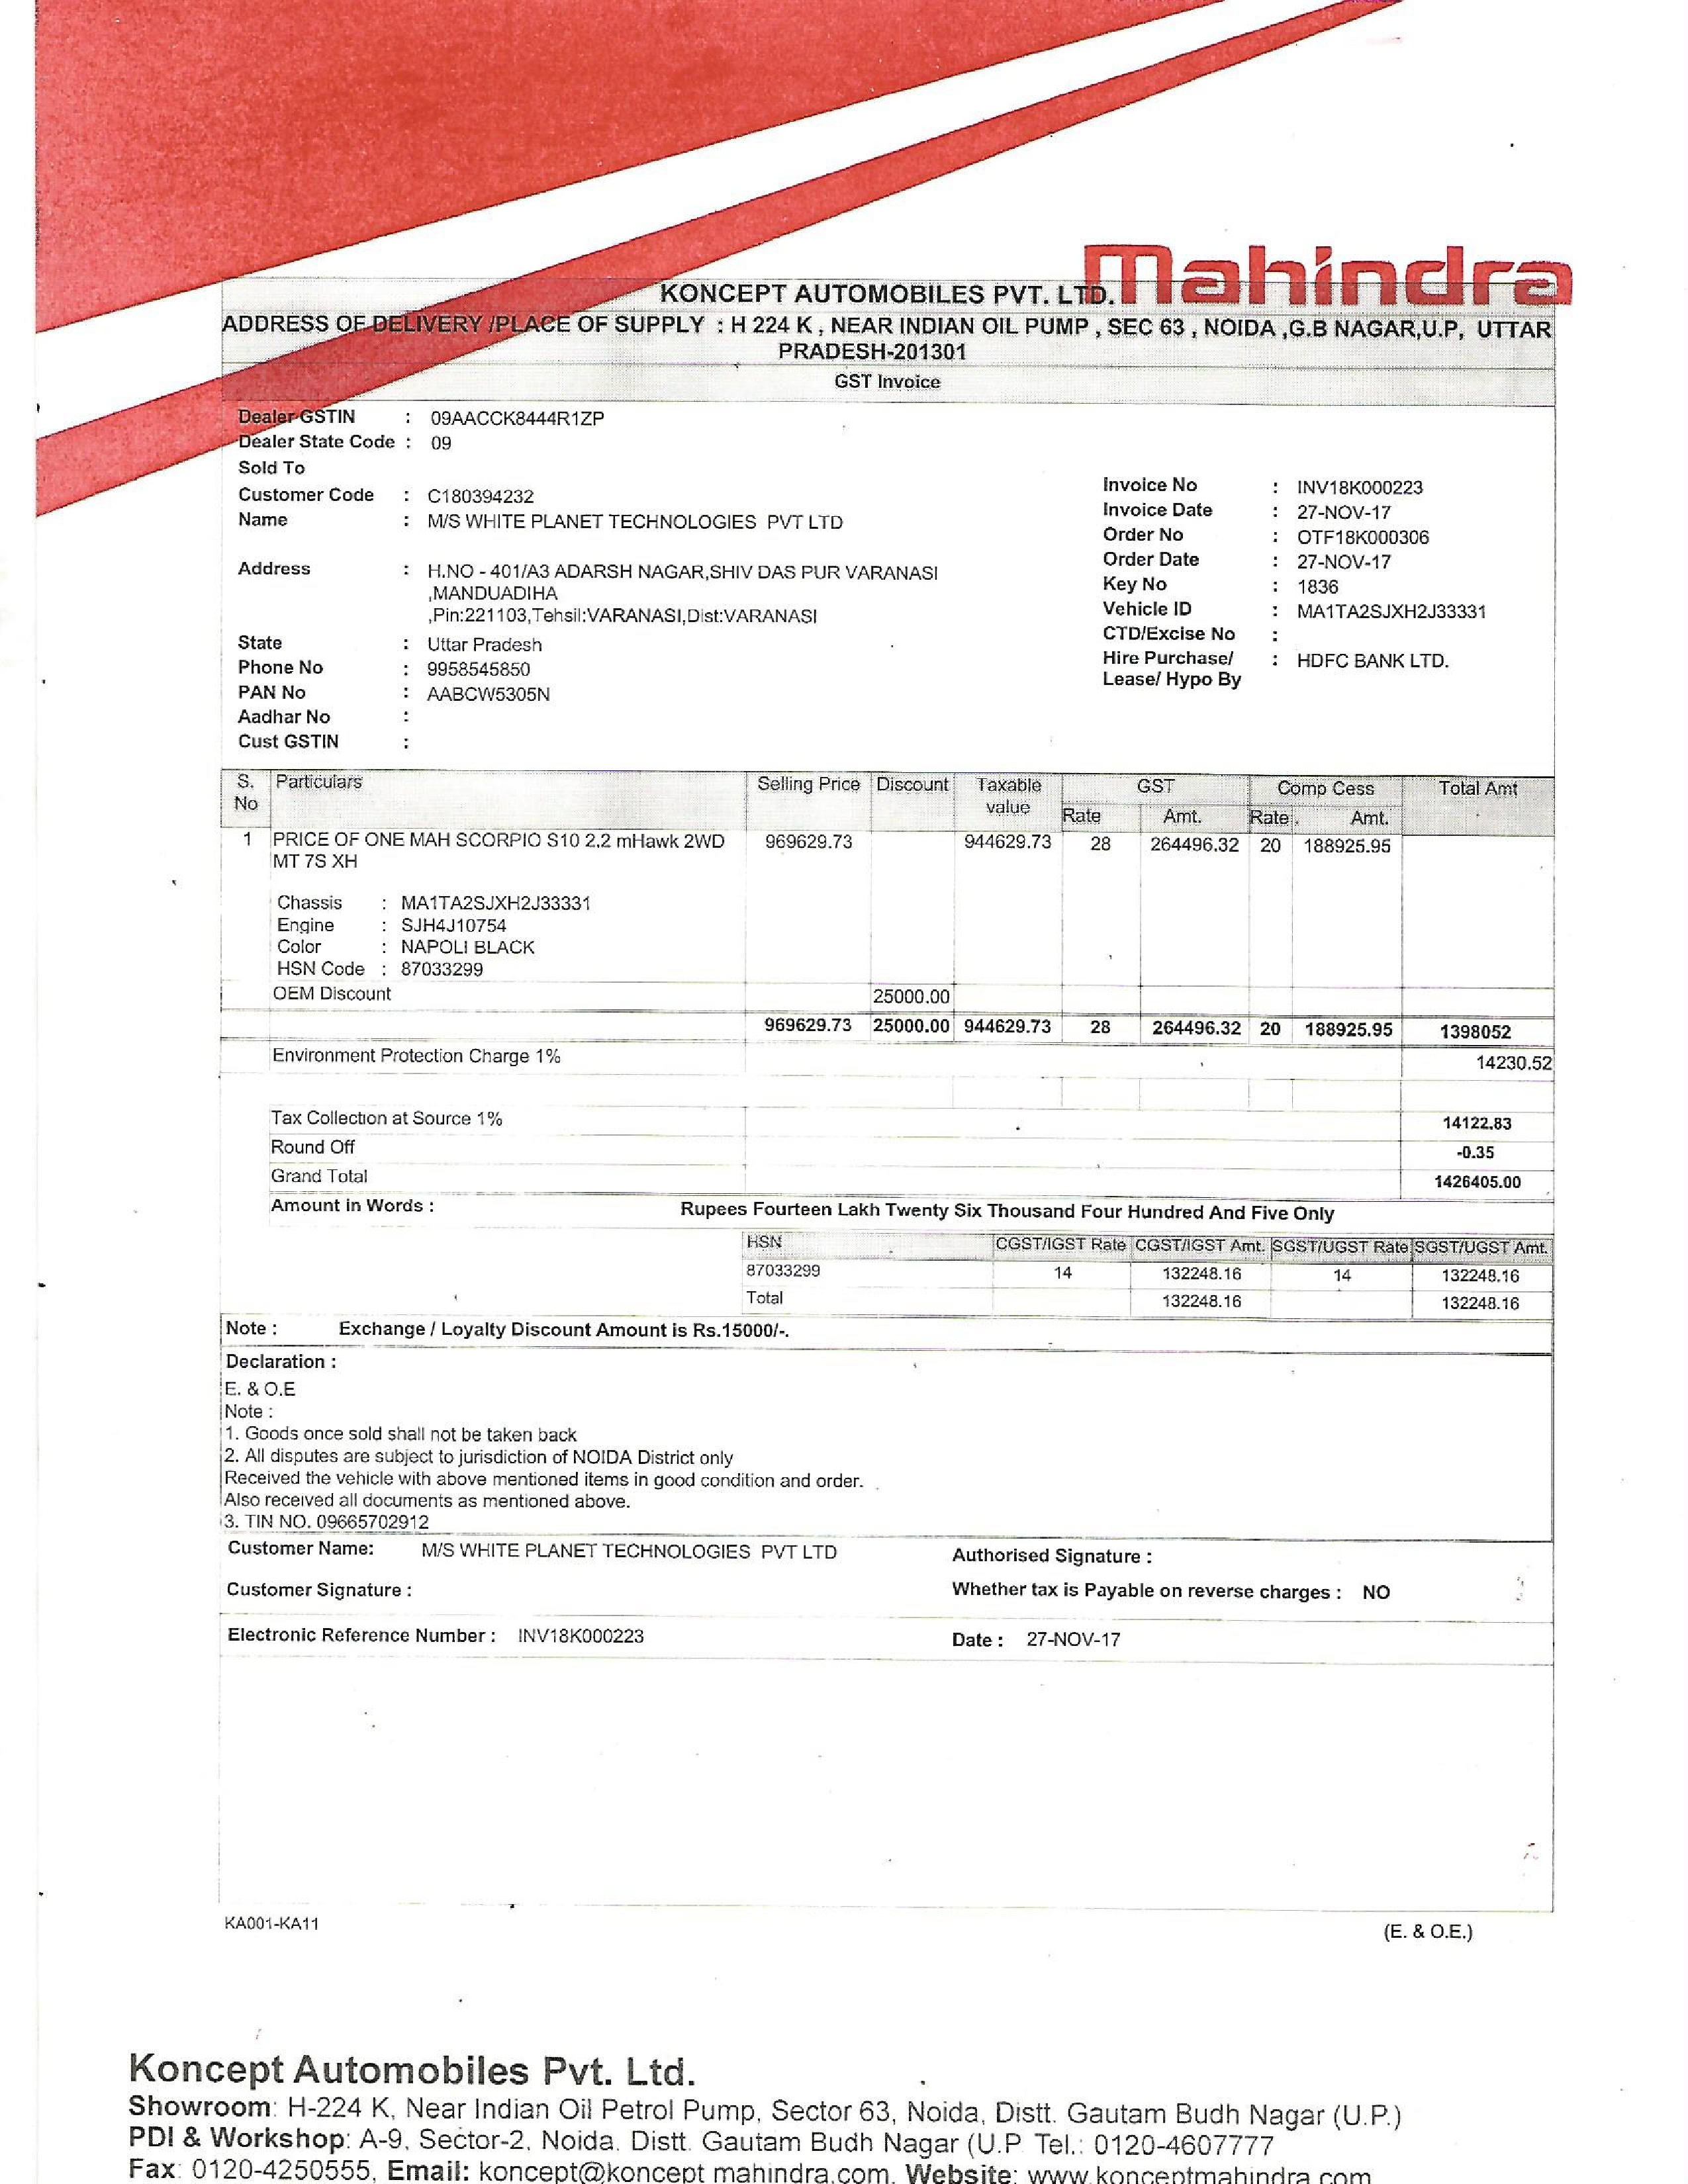 Mahindra
KONCEPT AUTOMOBILES PVT. LTD.
ADDRESS OF DELIVERY /PLACE OF SUPPLY : H 224 K , NEAR INDIAN OIL PUMP , SEC 63 , NOIDA ,G.B NAGAR,U.P, UTTAR
PRADESH-201301
GST Invoice
Dealer GSTIN : 09AACCK8444R1ZP
Dealer State Code : 09
Sold To
Customer Code : C180394232
Name : M/S WHITE PLANET TECHNOLOGIES PVT LTD
Address : H.NO - 401/A3 ADARSH NAGAR,SHIV DAS PUR VARANASI
,MANDUADIHA
,Pin:221103,Tehsil:VARANASI,Dist:VARANASI
State : Uttar Pradesh
Phone No : 9958545850
PAN No : AABCW5305N
Aadhar No :
Cust GSTIN :
Invoice No : INV18K000223
Invoice Date : 27-NOV-17
Order No : OTF18K000306
Order Date : 27-NOV-17
Key No : 1836
Vehicle ID : MA1TA2SJXH2J33331
CTD/Excise No :
Hire Purchase/ : HDFC BANK LTD.
Lease/ Hypo By
S. No Particulars Selling Price Discount Taxable value GST Comp Cess Total Amt
Rate Amt. Rate Amt.
1 PRICE OF ONE MAH SCORPIO S10 2.2 mHawk 2WD 969629.73 944629.73 28 264496.32 20 188925.95
MT 7S XH
Chassis : MA1TA2SJXH2J33331
Engine : SJH4J10754
Color : NAPOLI BLACK
HSN Code : 87033299
OEM Discount 25000.00
969629.73 25000.00 944629.73 28 264496.32 20 188925.95 1398052
Environment Protection Charge 1% 14230.52
Tax Collection at Source 1% 14122.83
Round Off -0.35
Grand Total 1426405.00
Amount in Words : Rupees Fourteen Lakh Twenty Six Thousand Four Hundred And Five Only
HSN CGST/IGST Rate CGST/IGST Amt. SGST/UGST Rate SGST/UGST Amt.
87033299 14 132248.16 14 132248.16
Total 132248.16 132248.16
Note : Exchange / Loyalty Discount Amount is Rs.15000/-.
Declaration :
E. & O.E
Note :
1. Goods once sold shall not be taken back
2. All disputes are subject to jurisdiction of NOIDA District only
Received the vehicle with above mentioned items in good condition and order.
Also received all documents as mentioned above.
3. TIN NO. 09665702912
Customer Name: M/S WHITE PLANET TECHNOLOGIES PVT LTD
Authorised Signature :
Customer Signature :
Whether tax is Payable on reverse charges : NO
Electronic Reference Number : INV18K000223
Date : 27-NOV-17
KA001-KA11
(E. & O.E.)
Koncept Automobiles Pvt. Ltd.
Showroom: H-224 K, Near Indian Oil Petrol Pump, Sector 63, Noida, Distt. Gautam Budh Nagar (U.P.)
PDI & Workshop: A-9, Sector-2, Noida. Distt. Gautam Budh Nagar (U.P Tel.: 0120-4607777
Fax: 0120-4250555, Email: koncept@koncept mahindra.com, Website: www.konceptmahindra.com